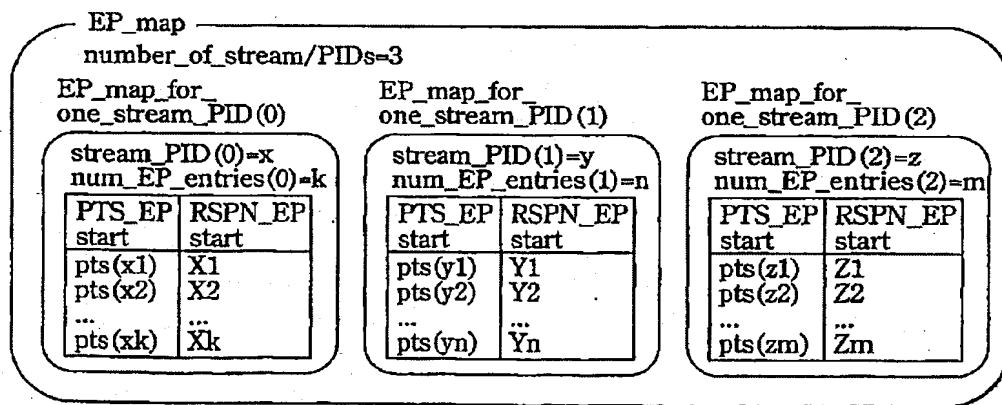 EP_map
number_of_stream/PIDs=3
EP_map_for_
one_stream_PID(0)
stream_PID(0)=x
num_EP_entries(0)=k
PTS_EP RSPN_EP
start start
pts(x1) X1
pts(x2) X2
... ...
pts(xk) Xk
EP_map_for_
one_stream_PID(1)
stream_PID(1)=y
num_EP_entries(1)=n
PTS_EP RSPN_EP
start start
pts(y1) Y1
pts(y2) Y2
... ...
pts(yn) Yn
EP_map_for_
one_stream_PID(2)
stream_PID(2)=z
num_EP_entries(2)=m
PTS_EP RSPN_EP
start start
pts(z1) Z1
pts(z2) Z2
... ...
pts(zm) Zm